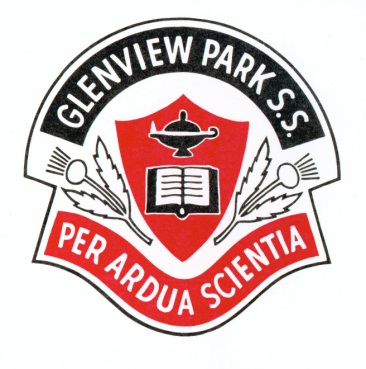 GLENVIEW PARK S.S.
PER ARDUA SCIENTIA